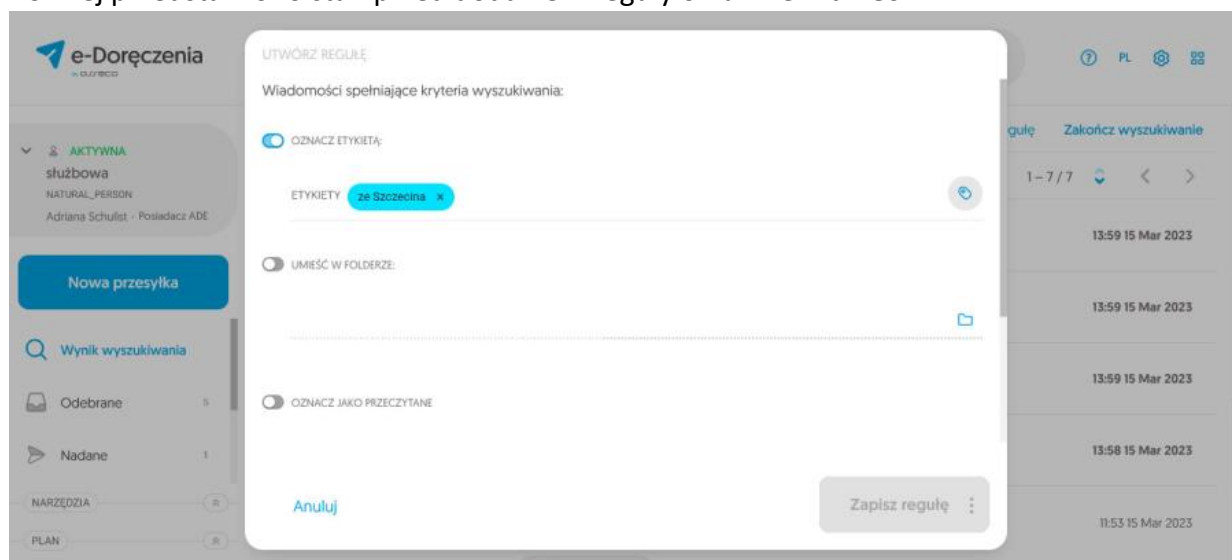 e-Doręczenia
UTWÓRZ REGUŁĘ
PL
Wiadomości spełniające kryteria wyszukiwania:
gułę Zakończ wyszukiwanie
AKTYWNA
OZNACZ ETYKIETĄ:
służbowa
1-7/7
NATURAL_PERSON
ETYKIETY ze Szczecina ×
Adriana Schulist - Posiadacz ADE
13:59 15 Mar 2023
UMIEŚĆ W FOLDERZE:
Nowa przesyłka
13:59 15 Mar 2023
Wynik wyszukiwania
13:59 15 Mar 2023
Odebrane 5
OZNACZ JAKO PRZECZYTANE
Nadane 1
13:58 15 Mar 2023
NARZĘDZIA
Anuluj
Zapisz regułę
11:53 15 Mar 2023
PLAN